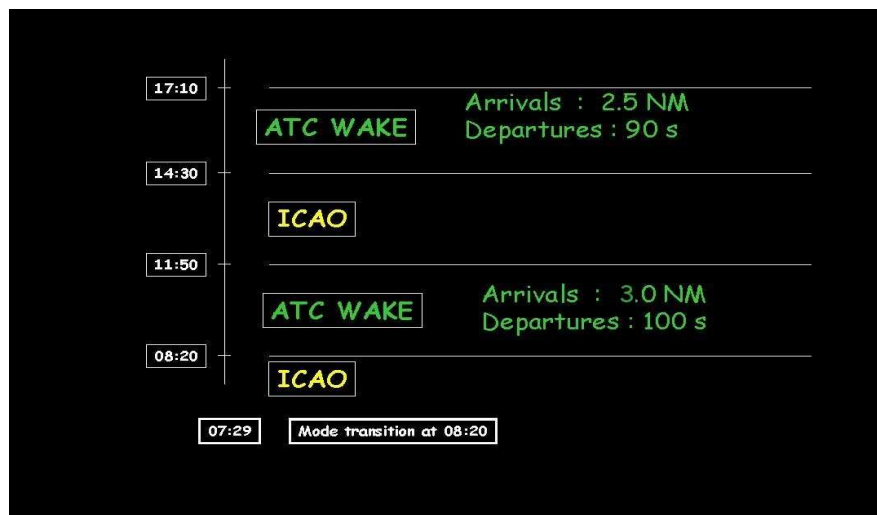 17:10
Arrivals : 2.5 NM
ATC WAKE
Departures : 90 s
14:30
ICAO
11:50
Arrivals : 3.0 NM
ATC WAKE
Departures : 100 s
08:20
ICAO
07:29 Mode transition at 08:20